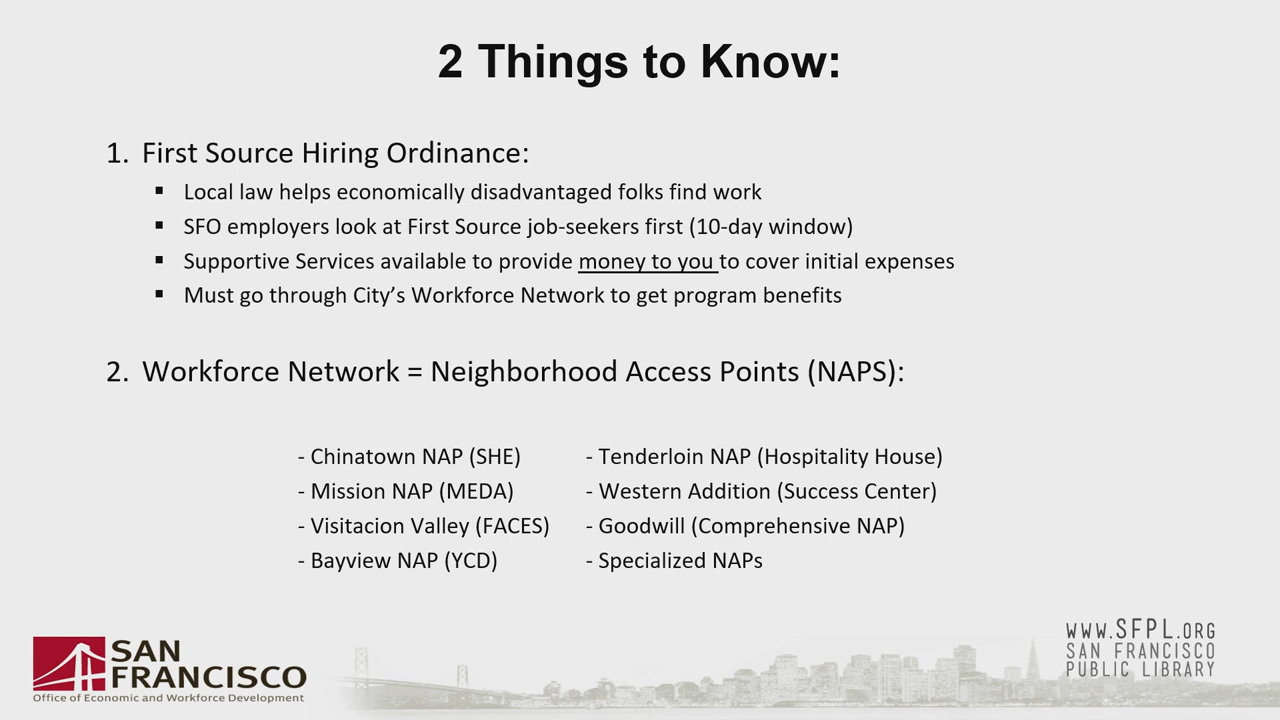 2 Things to Know:
1. First Source Hiring Ordinance:
▪ Local law helps economically disadvantaged folks find work
▪ SFO employers look at First Source job-seekers first (10-day window)
▪ Supportive Services available to provide money to you to cover initial expenses
▪ Must go through City’s Workforce Network to get program benefits
2. Workforce Network = Neighborhood Access Points (NAPS):
- Chinatown NAP (SHE)
- Mission NAP (MEDA)
- Visitacion Valley (FACES)
- Bayview NAP (YCD)
- Tenderloin NAP (Hospitality House)
- Western Addition (Success Center)
- Goodwill (Comprehensive NAP)
- Specialized NAPs
SAN
FRANCISCO
Office of Economic and Workforce Development
WWW.SFPL.ORG
SAN FRANCISCO
PUBLIC LIBRARY